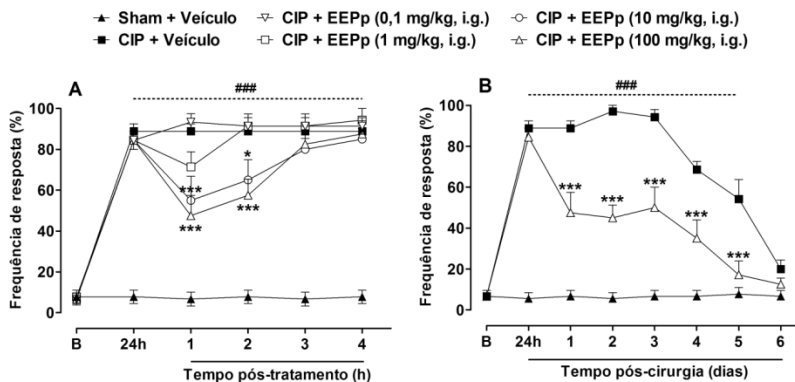 Sham + Veículo CIP + EEPp (0,1 mg/kg, i.g.) CIP + EEPp (10 mg/kg, i.g.)
CIP + Veículo CIP + EEPp (1 mg/kg, i.g.) CIP + EEPp (100 mg/kg, i.g.)
A
###
Frequência de resposta (%)
100
80
60
40
20
0
***
***
*
***
B 24h 1 2 3 4
Tempo pós-tratamento (h)
B
###
Frequência de resposta (%)
100
80
60
40
20
0
***
***
***
***
***
B 24h 1 2 3 4 5 6
Tempo pós-cirurgia (dias)